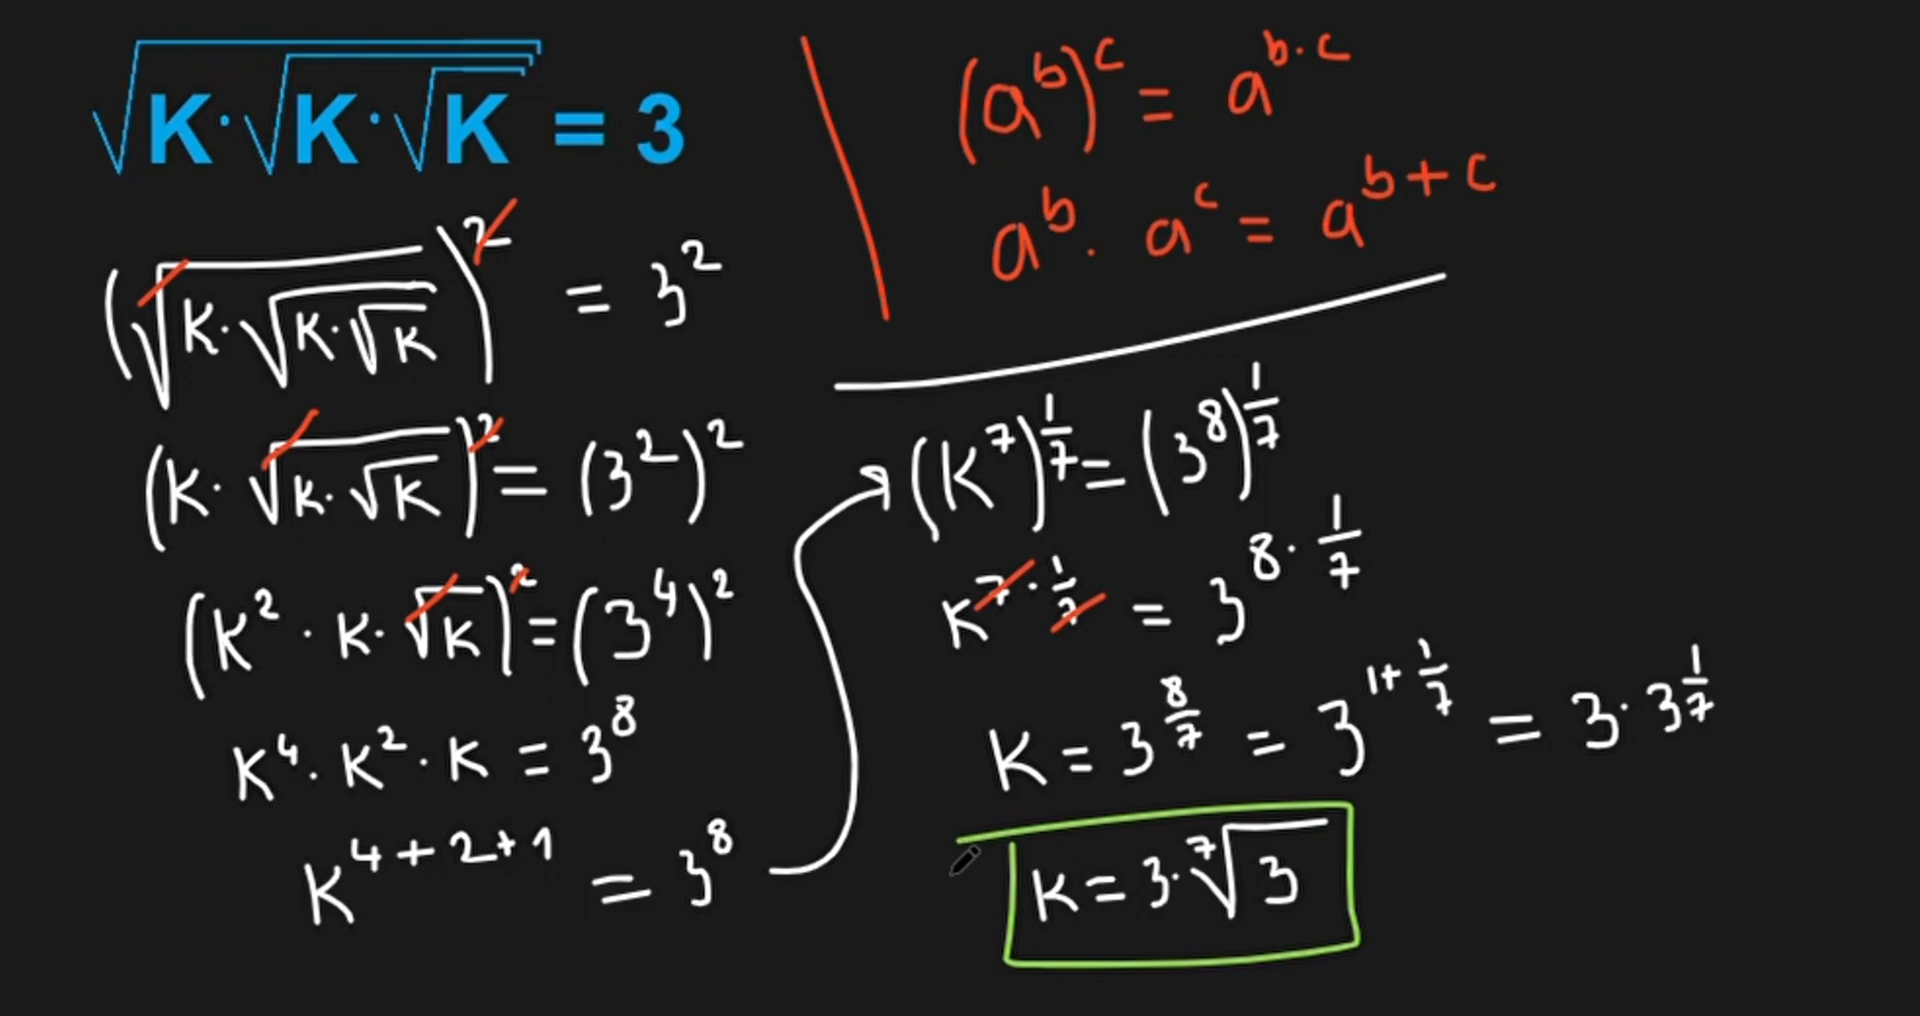 √(K·√(K·√K)) = 3
(√(K·√(K·√K)))² = 3²
(K·√(K·√K))² = (3²)²
(K²·K·√K)² = (3⁴)²
K⁴·K²·K = 3⁸
K⁴⁺²⁺¹ = 3⁸
(a^b)^c = a^(b·c)
a^b · a^c = a^(b+c)
(K⁷)^(1/7) = (3⁸)^(1/7)
K^(7·1/7) = 3^(8·1/7)
K = 3^(8/7) = 3^(1+1/7) = 3·3^(1/7)
K = 3·⁷√3